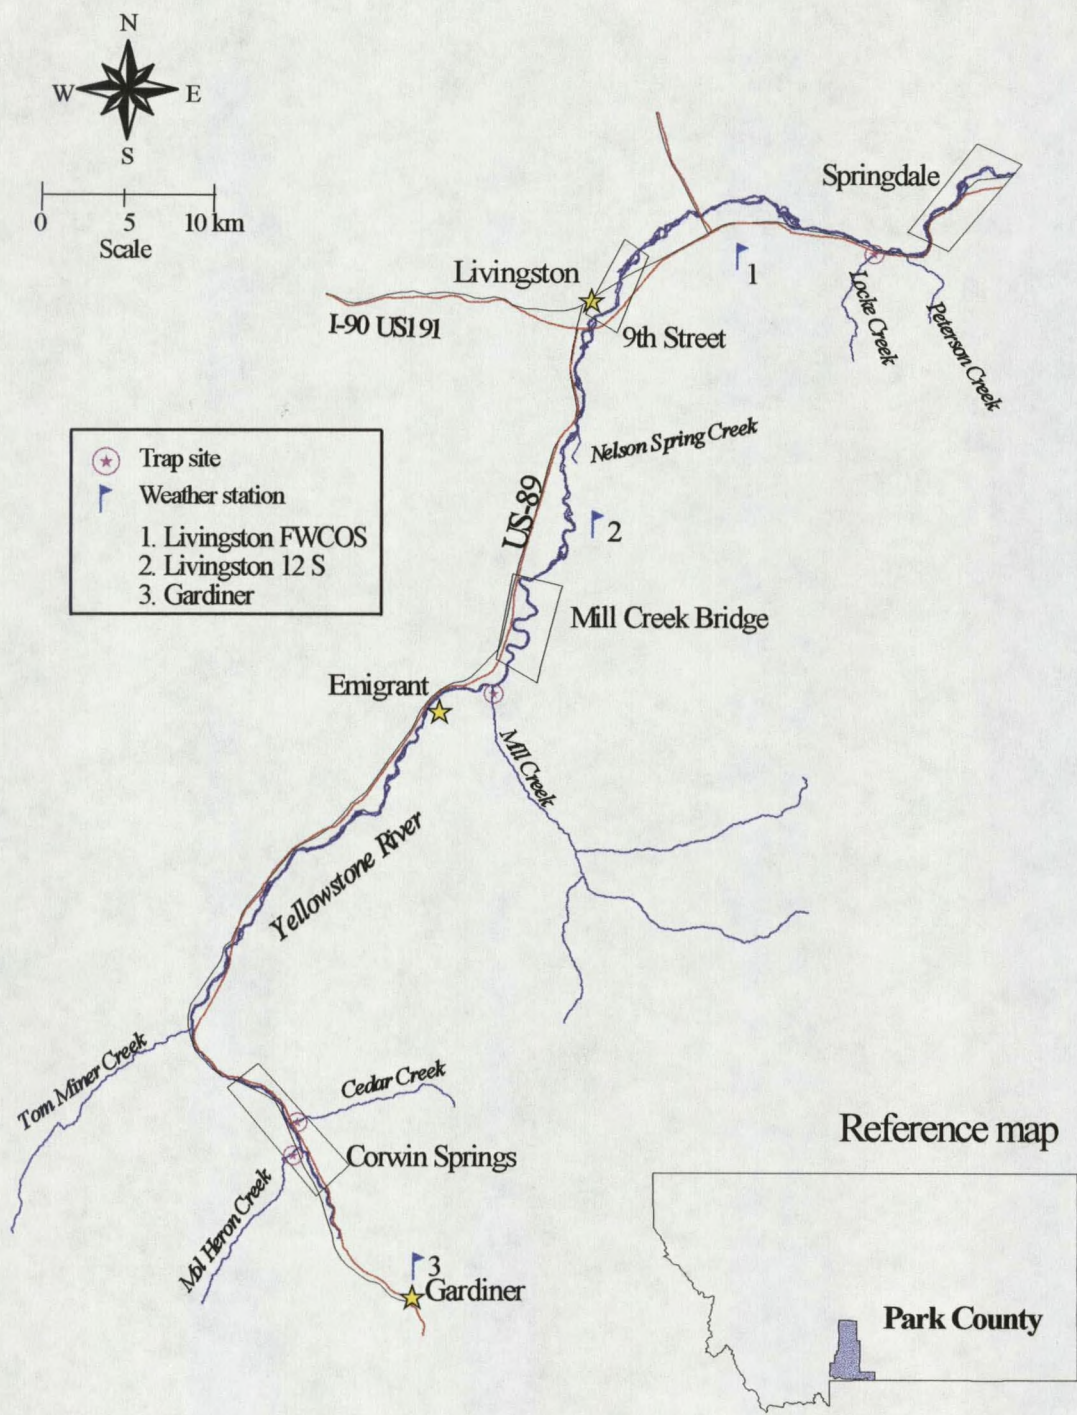 N
W E
S
0 5 10 km
Scale
Springdale
Livingston
1
I-90 US191
9th Street
Locke Creek
Peterson Creek
Nelson Spring Creek
Trap site
Weather station
1. Livingston FWCOS
2. Livingston 12 S
3. Gardiner
US-89
2
Mill Creek Bridge
Emigrant
Mill Creek
Yellowstone River
Tom Miner Creek
Cedar Creek
Corwin Springs
Mol Heron Creek
3
Gardiner
Reference map
Park County